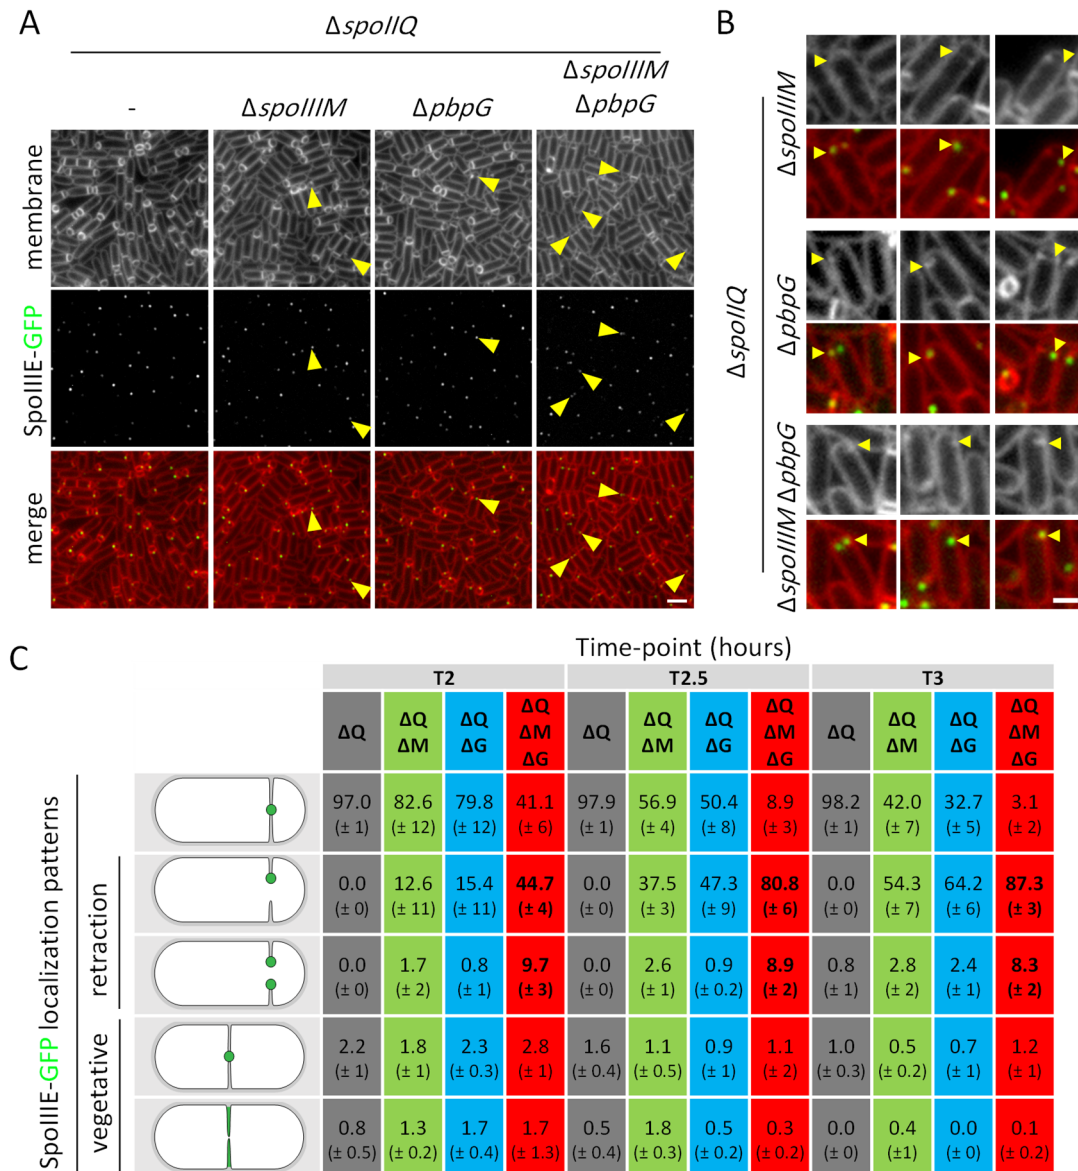 A
ΔspoIIQ
-
ΔspoIIIM
ΔpbpG
ΔspoIIIM
ΔpbpG
membrane
SpoIIIE-GFP
merge
B
ΔspoIIQ
ΔspoIIIM
ΔpbpG
ΔspoIIIM ΔpbpG
C
Time-point (hours)
T2 T2.5 T3
ΔQ ΔQ ΔM ΔQ ΔG ΔQ ΔM ΔG ΔQ ΔQ ΔM ΔQ ΔG ΔQ ΔM ΔG ΔQ ΔQ ΔM ΔQ ΔG ΔQ ΔM ΔG
SpoIIIE-GFP localization patterns
retraction
vegetative
97.0 82.6 79.8 41.1 97.9 56.9 50.4 8.9 98.2 42.0 32.7 3.1
(± 1) (± 12) (± 12) (± 6) (± 1) (± 4) (± 8) (± 3) (± 1) (± 7) (± 5) (± 2)
0.0 12.6 15.4 44.7 0.0 37.5 47.3 80.8 0.0 54.3 64.2 87.3
(± 0) (± 11) (± 11) (± 4) (± 0) (± 3) (± 9) (± 6) (± 0) (± 7) (± 6) (± 3)
0.0 1.7 0.8 9.7 0.0 2.6 0.9 8.9 0.8 2.8 2.4 8.3
(± 0) (± 2) (± 1) (± 3) (± 0) (± 1) (± 0.2) (± 2) (± 1) (± 2) (± 1) (± 2)
2.2 1.8 2.3 2.8 1.6 1.1 0.9 1.1 1.0 0.5 0.7 1.2
(± 1) (± 1) (± 0.3) (± 1) (± 0.4) (± 0.5) (± 1) (± 2) (± 0.3) (± 0.2) (± 1) (± 1)
0.8 1.3 1.7 1.7 0.5 1.8 0.5 0.3 0.0 0.4 0.0 0.1
(± 0.5) (± 0.2) (± 0.4) (± 1.3) (± 0.4) (± 0.3) (± 0.2) (± 0.2) (± 0) (±1) (± 0) (± 0.2)